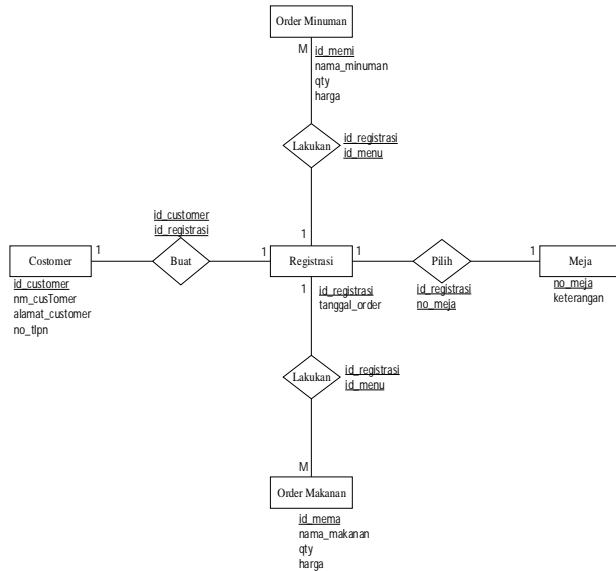 Order Minuman
M
id_memi
nama_minuman
qty
harga
Lakukan
id_registrasi
id_menu
1
id_customer
id_registrasi
Costomer
1
Buat
1
Registrasi
1
Pilih
1
Meja
id_customer
nm_cusTomer
alamat_customer
no_tlpn
1
id_registrasi
tanggal_order
id_registrasi
no_meja
no_meja
keterangan
Lakukan
id_registrasi
id_menu
M
Order Makanan
id_mema
nama_makanan
qty
harga